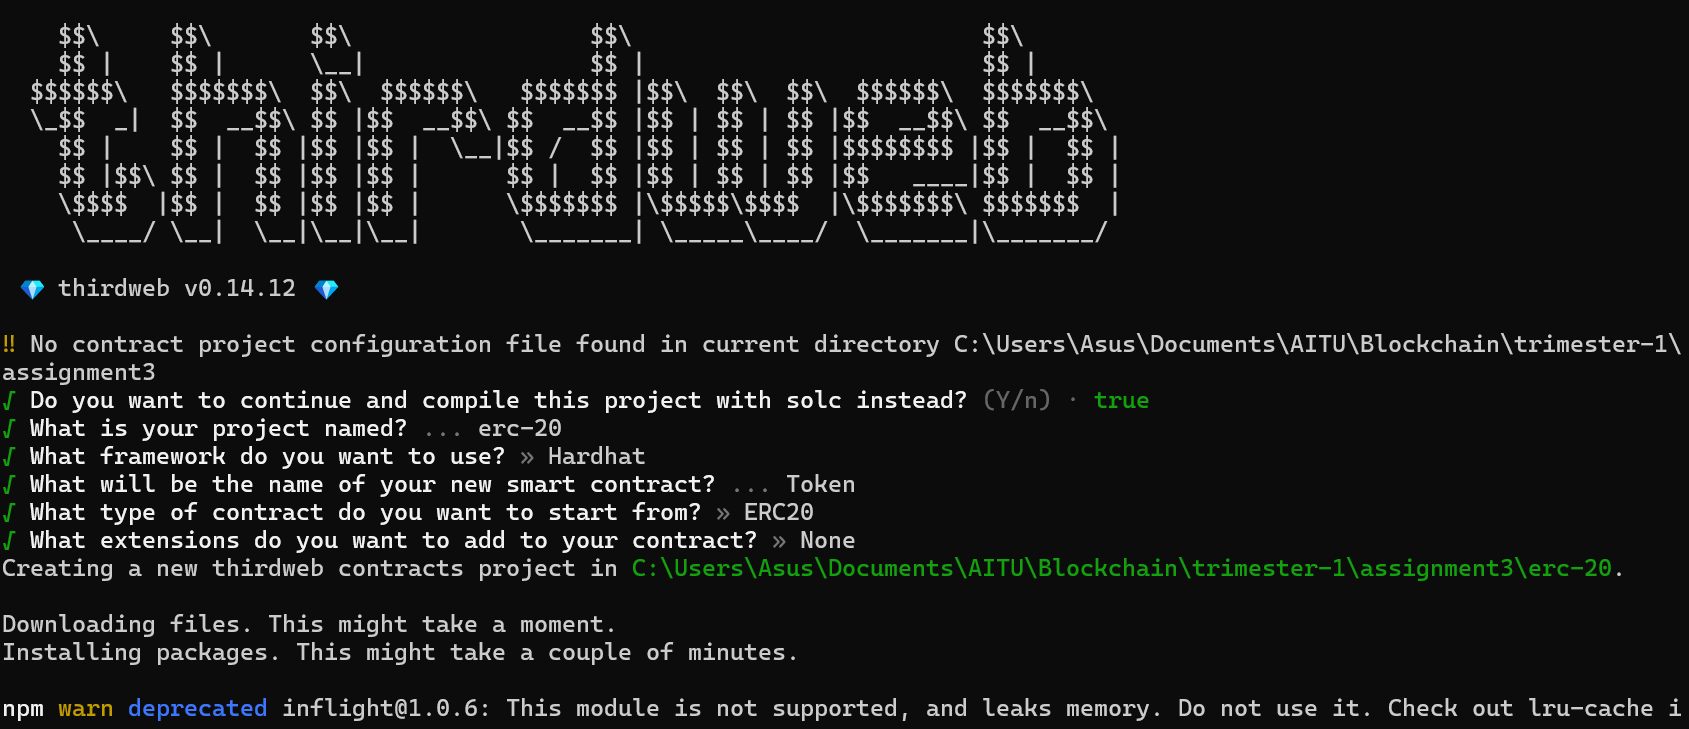 thirdweb
💎 thirdweb v0.14.12 💎
‼ No contract project configuration file found in current directory C:\Users\Asus\Documents\AITU\Blockchain\trimester-1\
assignment3
√ Do you want to continue and compile this project with solc instead? (Y/n) · true
√ What is your project named? ... erc-20
√ What framework do you want to use? » Hardhat
√ What will be the name of your new smart contract? ... Token
√ What type of contract do you want to start from? » ERC20
√ What extensions do you want to add to your contract? » None
Creating a new thirdweb contracts project in C:\Users\Asus\Documents\AITU\Blockchain\trimester-1\assignment3\erc-20.
Downloading files. This might take a moment.
Installing packages. This might take a couple of minutes.
npm warn deprecated inflight@1.0.6: This module is not supported, and leaks memory. Do not use it. Check out lru-cache i